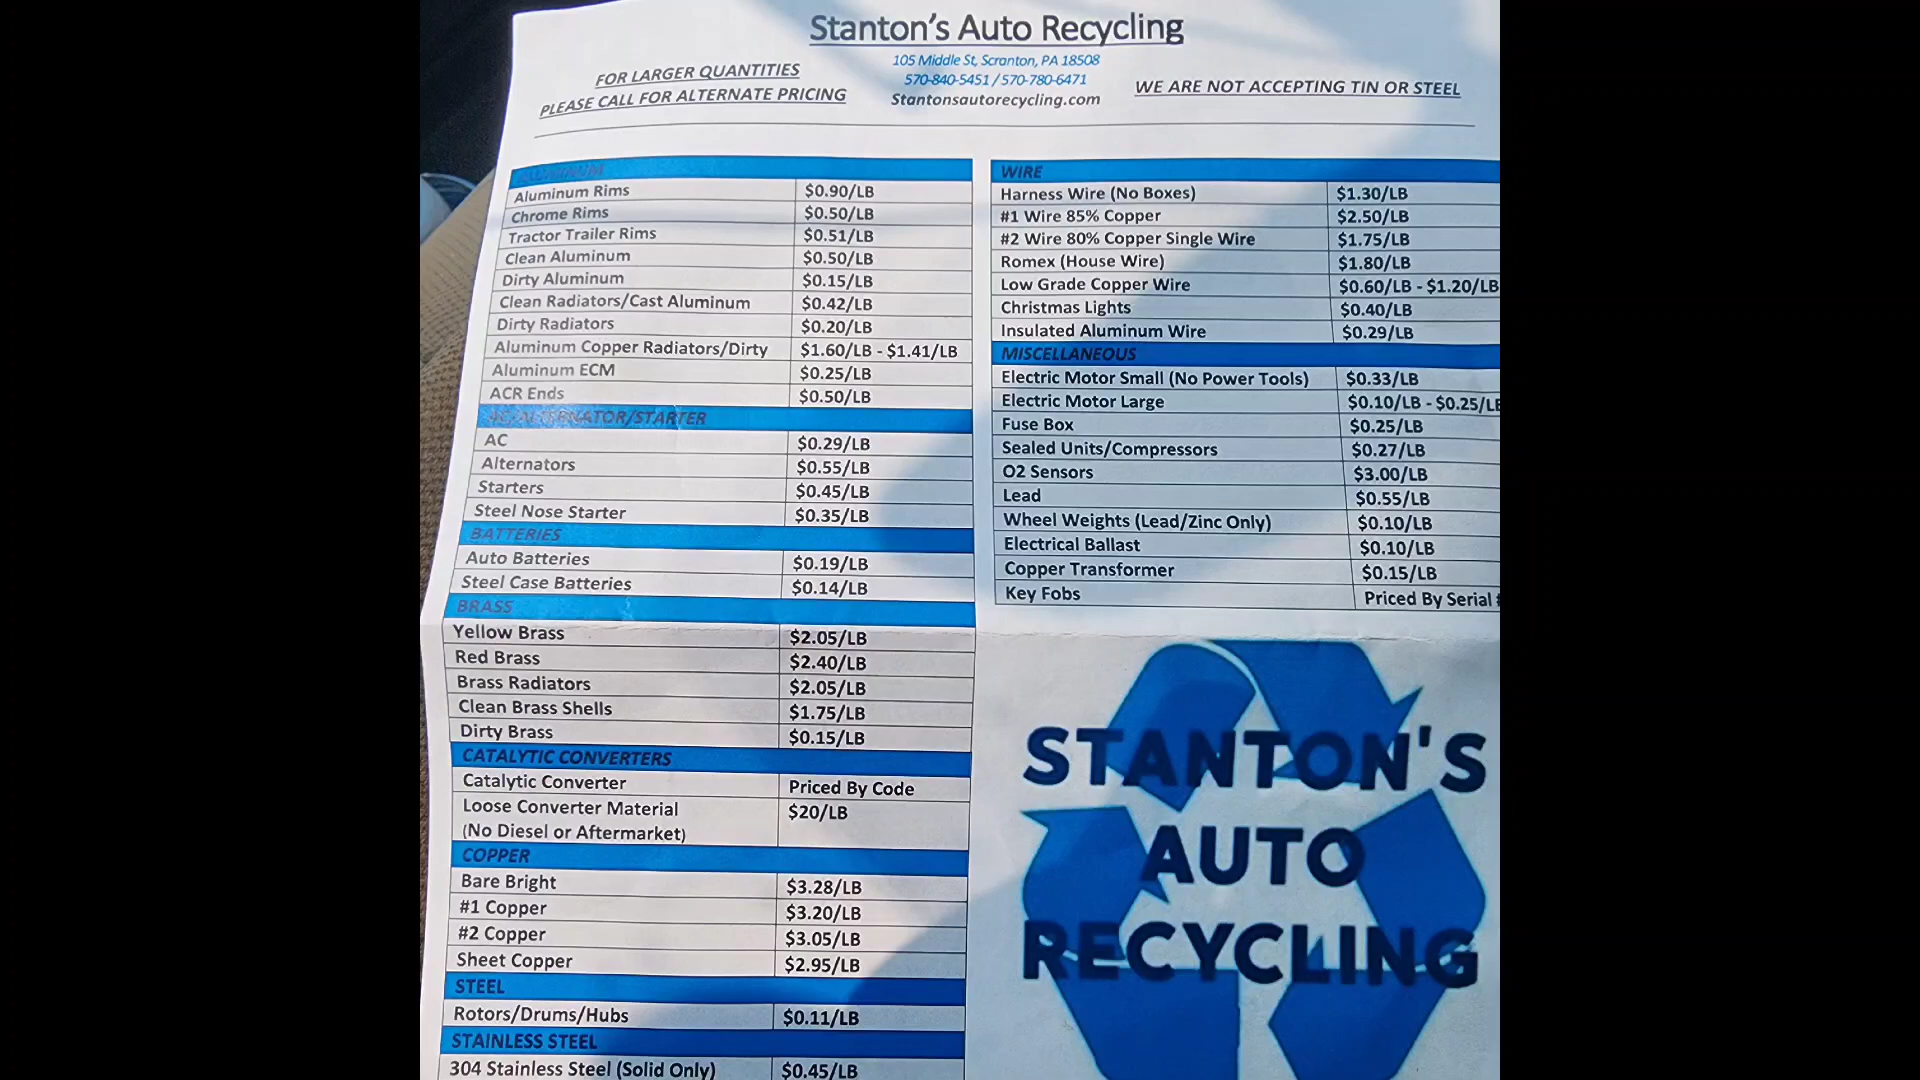 Stanton's Auto Recycling
105 Middle St, Scranton, PA 18508
570-840-5451 / 570-780-6471
Stantonsautorecycling.com
FOR LARGER QUANTITIES
PLEASE CALL FOR ALTERNATE PRICING
WE ARE NOT ACCEPTING TIN OR STEEL
ALUMINUM
Aluminum Rims $0.90/LB
Chrome Rims $0.50/LB
Tractor Trailer Rims $0.51/LB
Clean Aluminum $0.50/LB
Dirty Aluminum $0.15/LB
Clean Radiators/Cast Aluminum $0.42/LB
Dirty Radiators $0.20/LB
Aluminum Copper Radiators/Dirty $1.60/LB - $1.41/LB
Aluminum ECM $0.25/LB
ACR Ends $0.50/LB
AC/ALTERNATOR/STARTER
AC $0.29/LB
Alternators $0.55/LB
Starters $0.45/LB
Steel Nose Starter $0.35/LB
BATTERIES
Auto Batteries $0.19/LB
Steel Case Batteries $0.14/LB
BRASS
Yellow Brass $2.05/LB
Red Brass $2.40/LB
Brass Radiators $2.05/LB
Clean Brass Shells $1.75/LB
Dirty Brass $0.15/LB
CATALYTIC CONVERTERS
Catalytic Converter Priced By Code
Loose Converter Material $20/LB
(No Diesel or Aftermarket)
COPPER
Bare Bright $3.28/LB
#1 Copper $3.20/LB
#2 Copper $3.05/LB
Sheet Copper $2.95/LB
STEEL
Rotors/Drums/Hubs $0.11/LB
STAINLESS STEEL
304 Stainless Steel (Solid Only) $0.45/LB
WIRE
Harness Wire (No Boxes) $1.30/LB
#1 Wire 85% Copper $2.50/LB
#2 Wire 80% Copper Single Wire $1.75/LB
Romex (House Wire) $1.80/LB
Low Grade Copper Wire $0.60/LB - $1.20/LB
Christmas Lights $0.40/LB
Insulated Aluminum Wire $0.29/LB
MISCELLANEOUS
Electric Motor Small (No Power Tools) $0.33/LB
Electric Motor Large $0.10/LB - $0.25/LB
Fuse Box $0.25/LB
Sealed Units/Compressors $0.27/LB
O2 Sensors $3.00/LB
Lead $0.55/LB
Wheel Weights (Lead/Zinc Only) $0.10/LB
Electrical Ballast $0.10/LB
Copper Transformer $0.15/LB
Key Fobs Priced By Serial #
STANTON'S
AUTO
RECYCLING